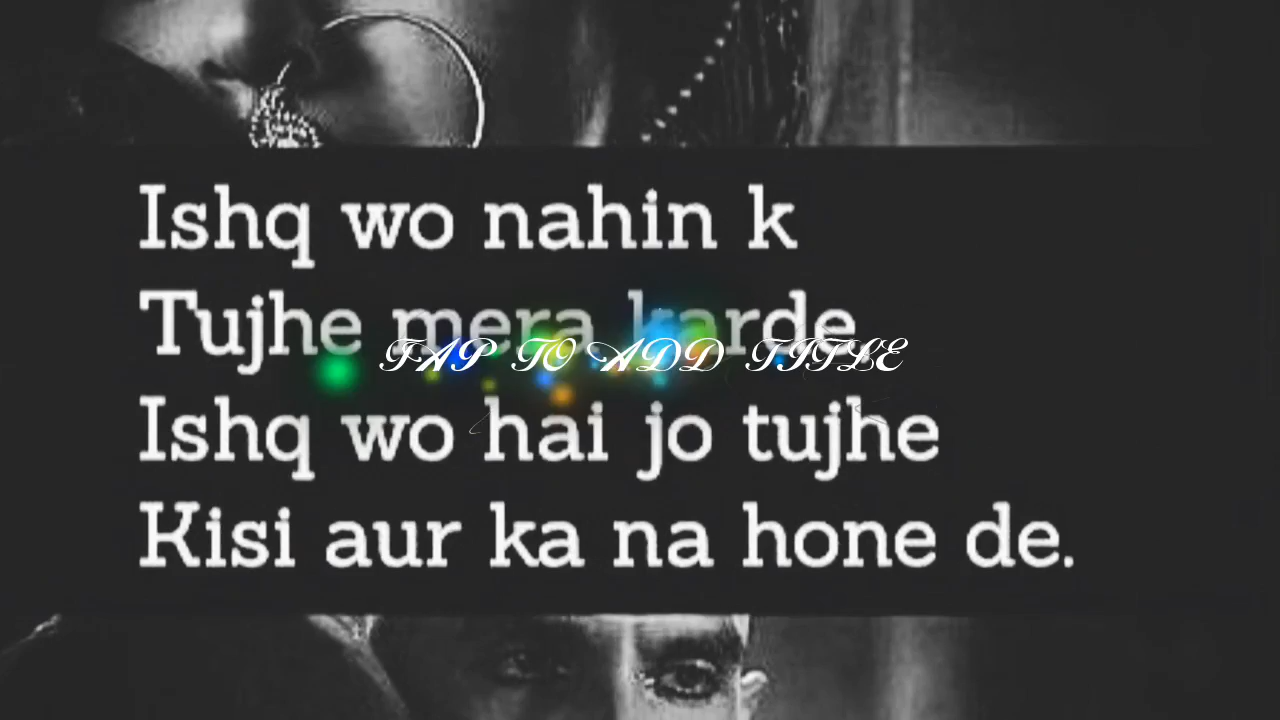 Ishq wo nahin k
Tujhe mera karde
TAP TO ADD TITLE
Ishq wo hai jo tujhe
Kisi aur ka na hone de.